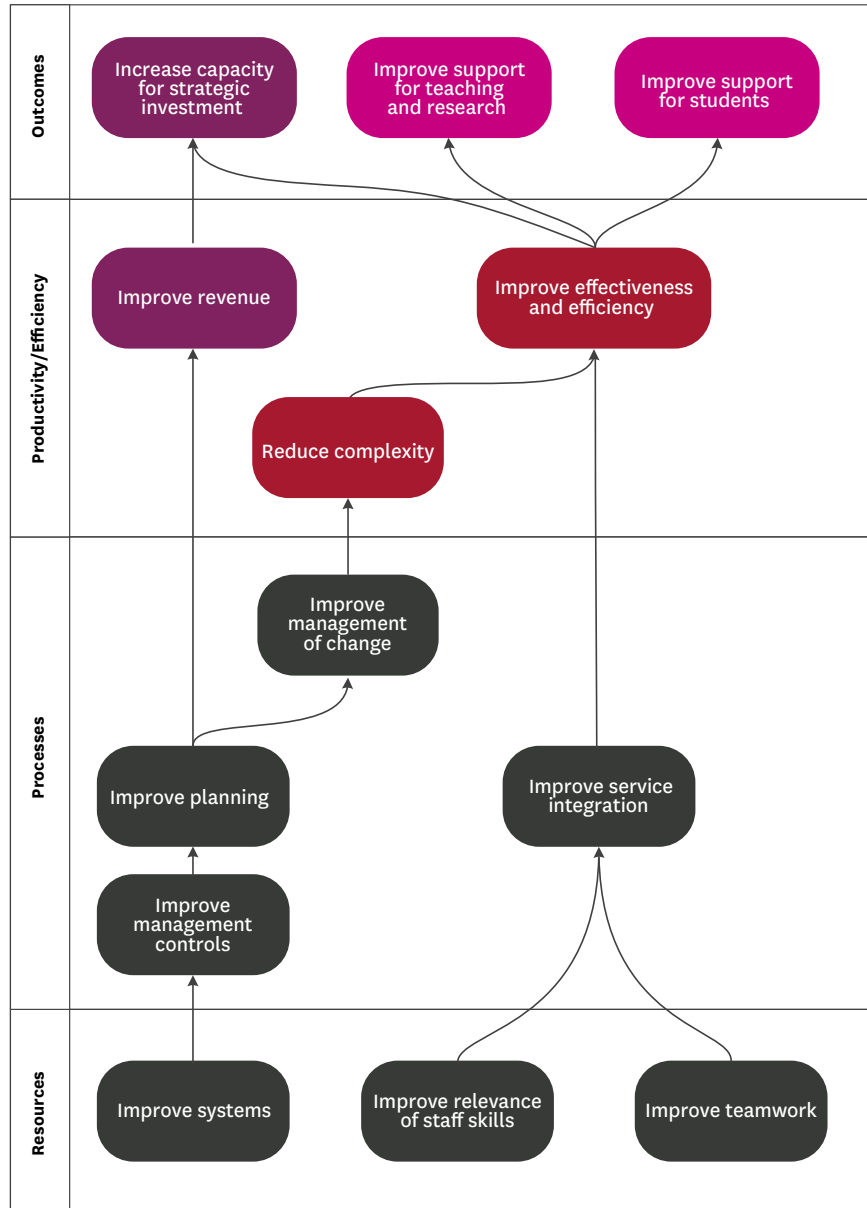 Outcomes
Increase capacity
for strategic
investment
Improve support
for teaching
and research
Improve support
for students
Productivity/Efficiency
Improve revenue
Improve effectiveness
and efficiency
Reduce complexity
Processes
Improve
management
of change
Improve planning
Improve service
integration
Improve
management
controls
Resources
Improve systems
Improve relevance
of staff skills
Improve teamwork